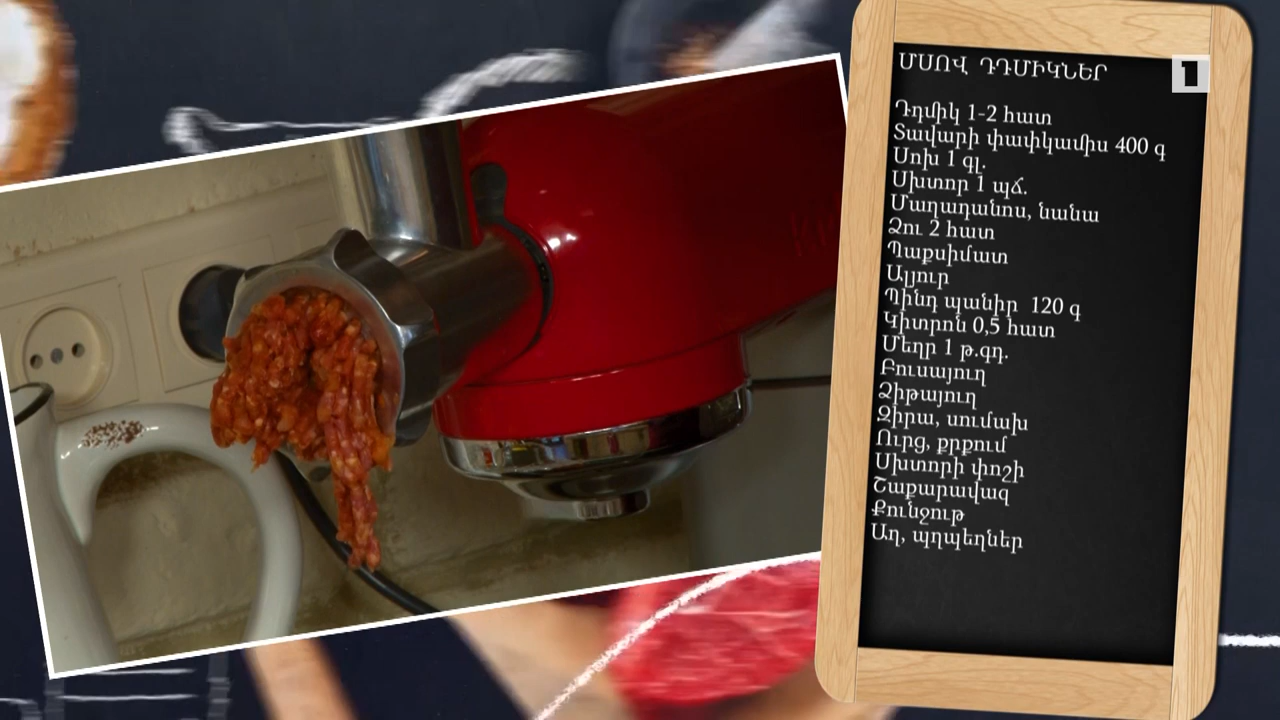 ՄՍՈՎ ԴԴՄԻԿՆԵՐ
1
Դդմիկ 1-2 հատ
Տավարի փափկամիս 400 գ
Սոխ 1 գլ.
Սխտոր 1 պճ.
Մաղադանոս, նանա
Ձու 2 հատ
Պաքսիմատ
Ալյուր
Պինդ պանիր 120 գ
Կիտրոն 0,5 հատ
Մեղր 1 թ.գդ.
Բուսայուղ
Ձիթայուղ
Զիրա, սումախ
Ուրց, քրքում
Սխտորի փոշի
Շաքարավազ
Քունջութ
Աղ, պղպեղներ